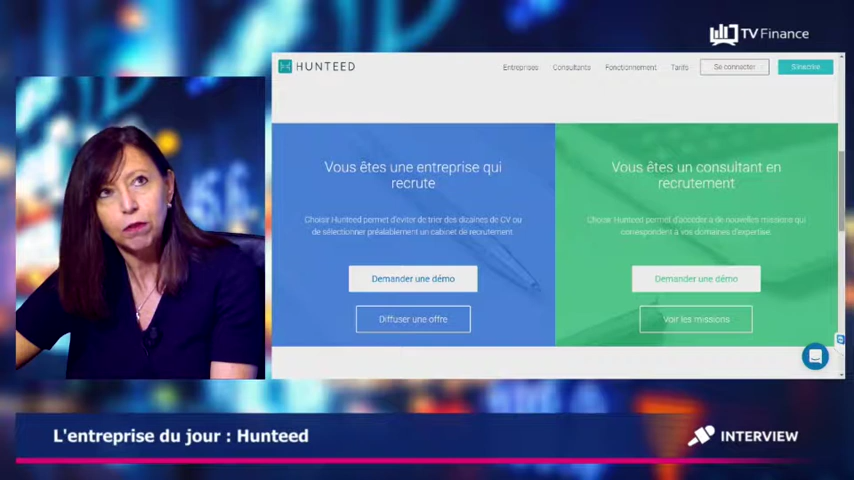 TV Finance
HUNTEED
Entreprises Consultants Fonctionnement Tarifs Se connecter S'inscrire
Vous êtes une entreprise qui
recrute
Choisir Hunteed permet d'éviter de trier des dizaines de CV ou
de sélectionner préalablement un cabinet de recrutement.
Demander une démo
Diffuser une offre
Vous êtes un consultant en
recrutement
Choisir Hunteed permet d'accéder à de nouvelles missions qui
correspondent à vos domaines d'expertise.
Demander une démo
Voir les missions
L'entreprise du jour : Hunteed
INTERVIEW